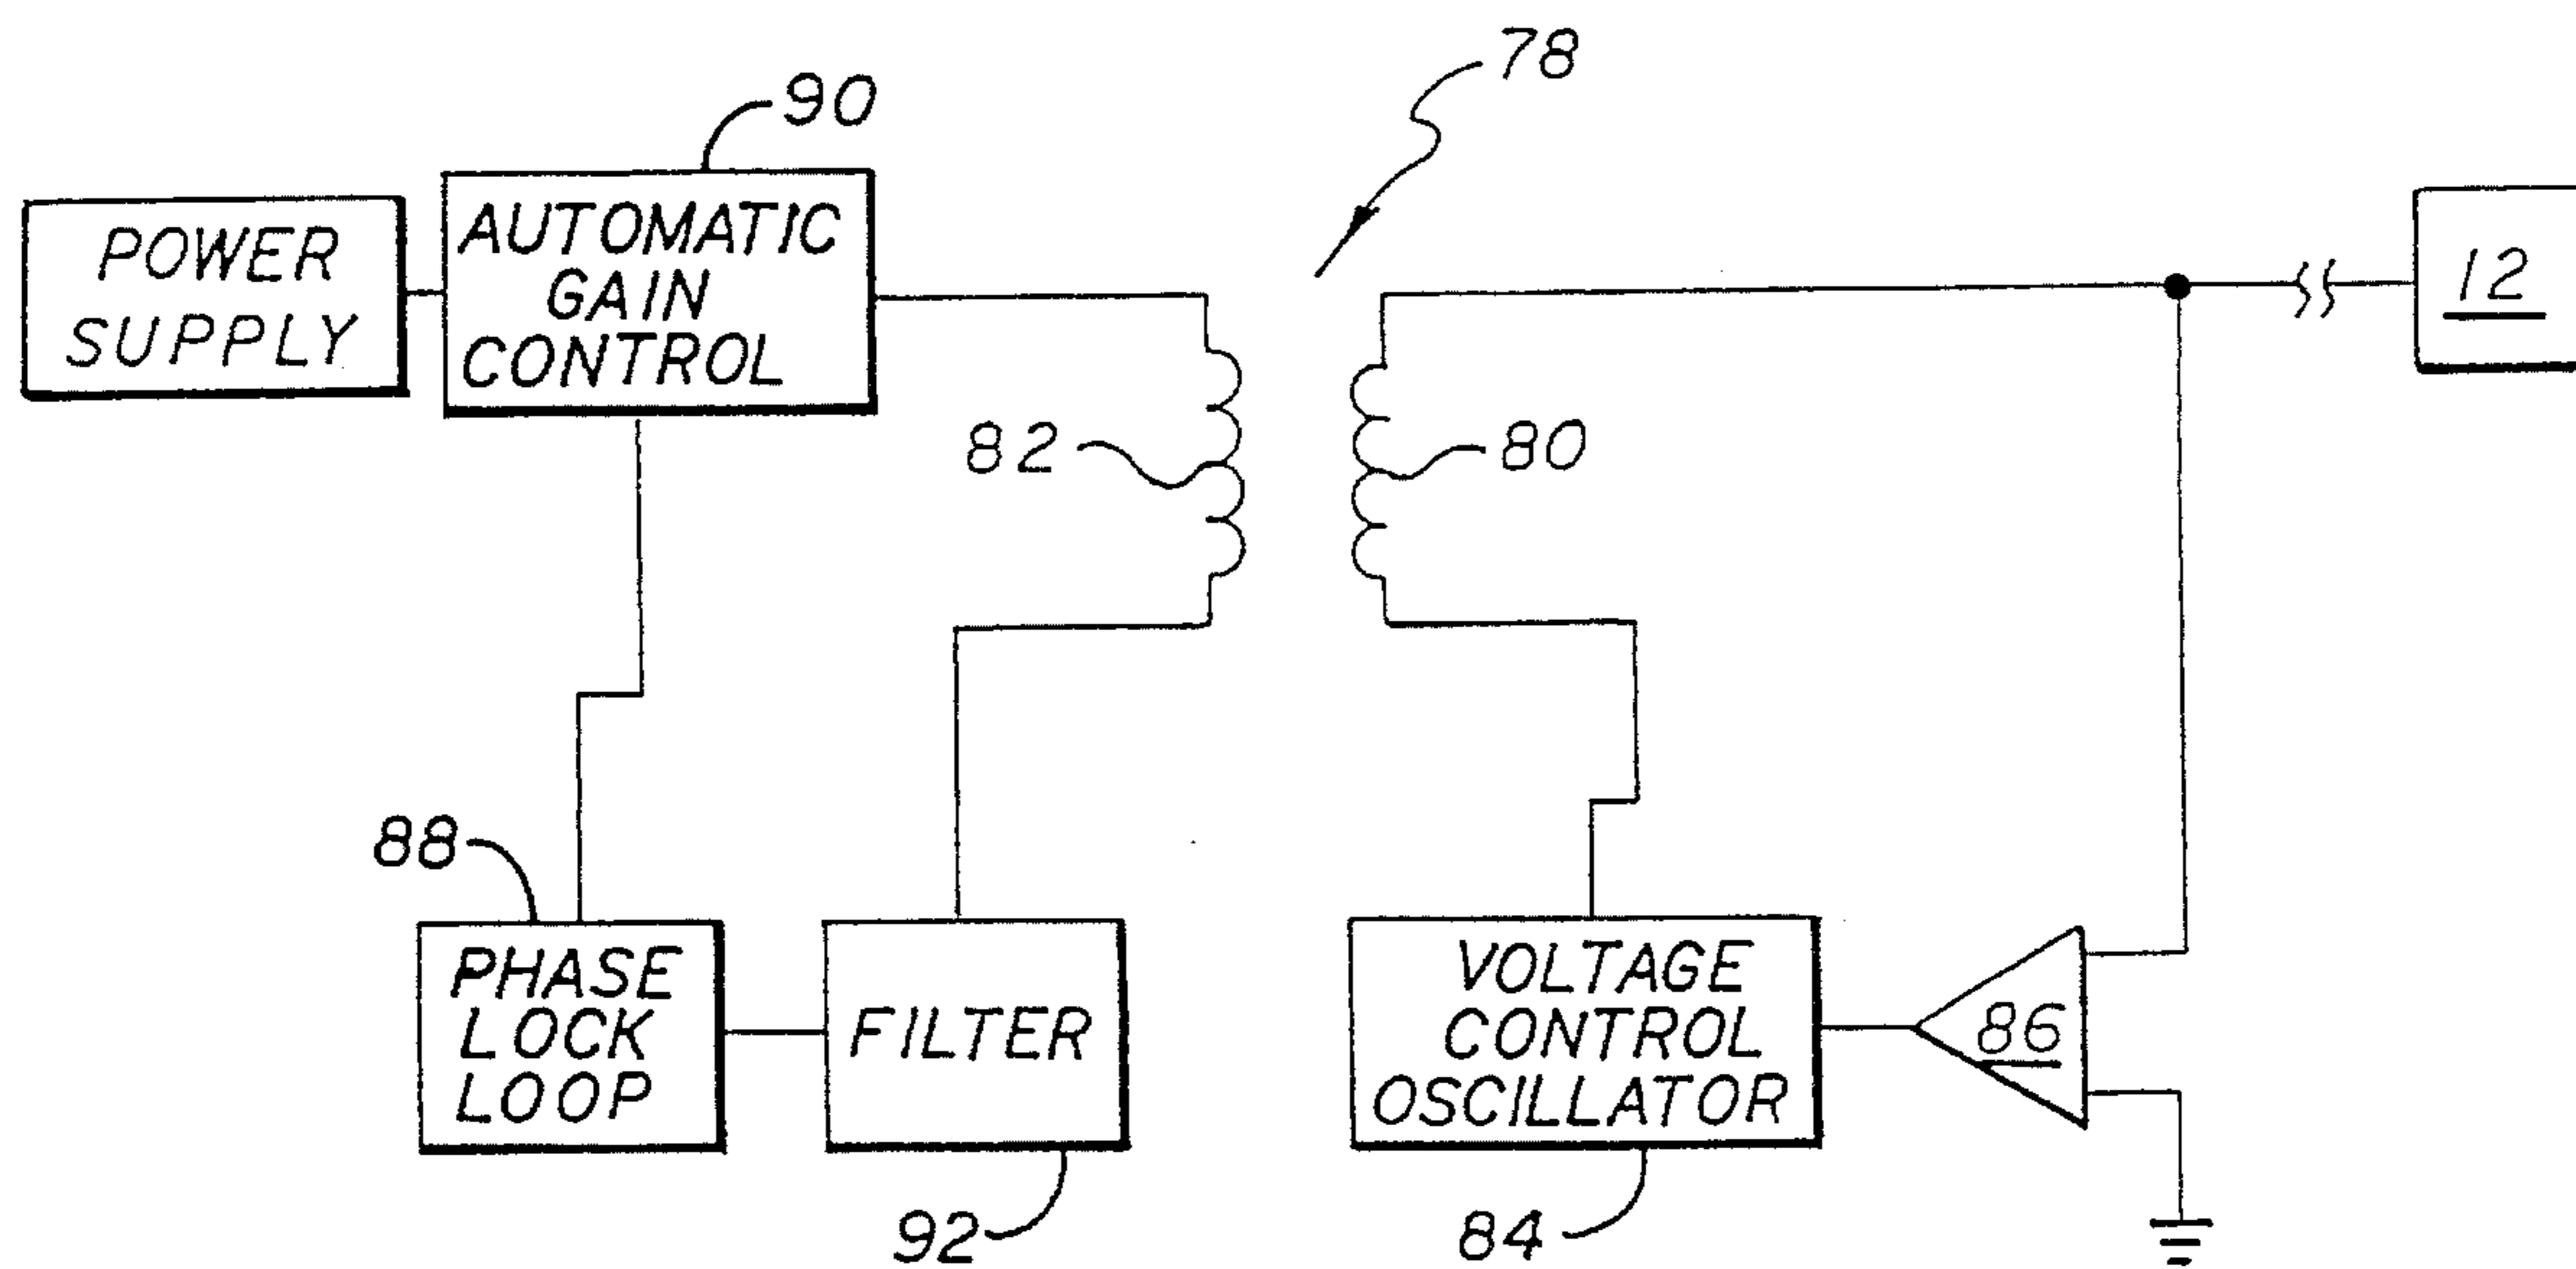 78
90
POWER
SUPPLY
AUTOMATIC
GAIN
CONTROL
12
82
80
88
PHASE
LOCK
LOOP
FILTER
VOLTAGE
CONTROL
OSCILLATOR
86
92
84